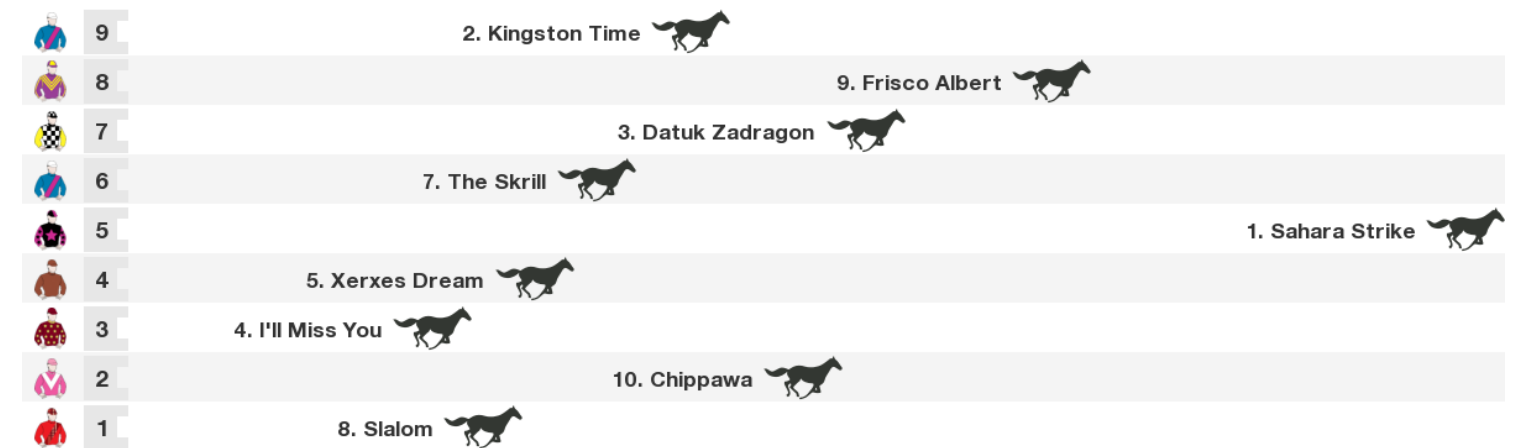 9 2. Kingston Time
8 9. Frisco Albert
7 3. Datuk Zadragon
6 7. The Skrill
5 1. Sahara Strike
4 5. Xerxes Dream
3 4. I'll Miss You
2 10. Chippawa
1 8. Slalom